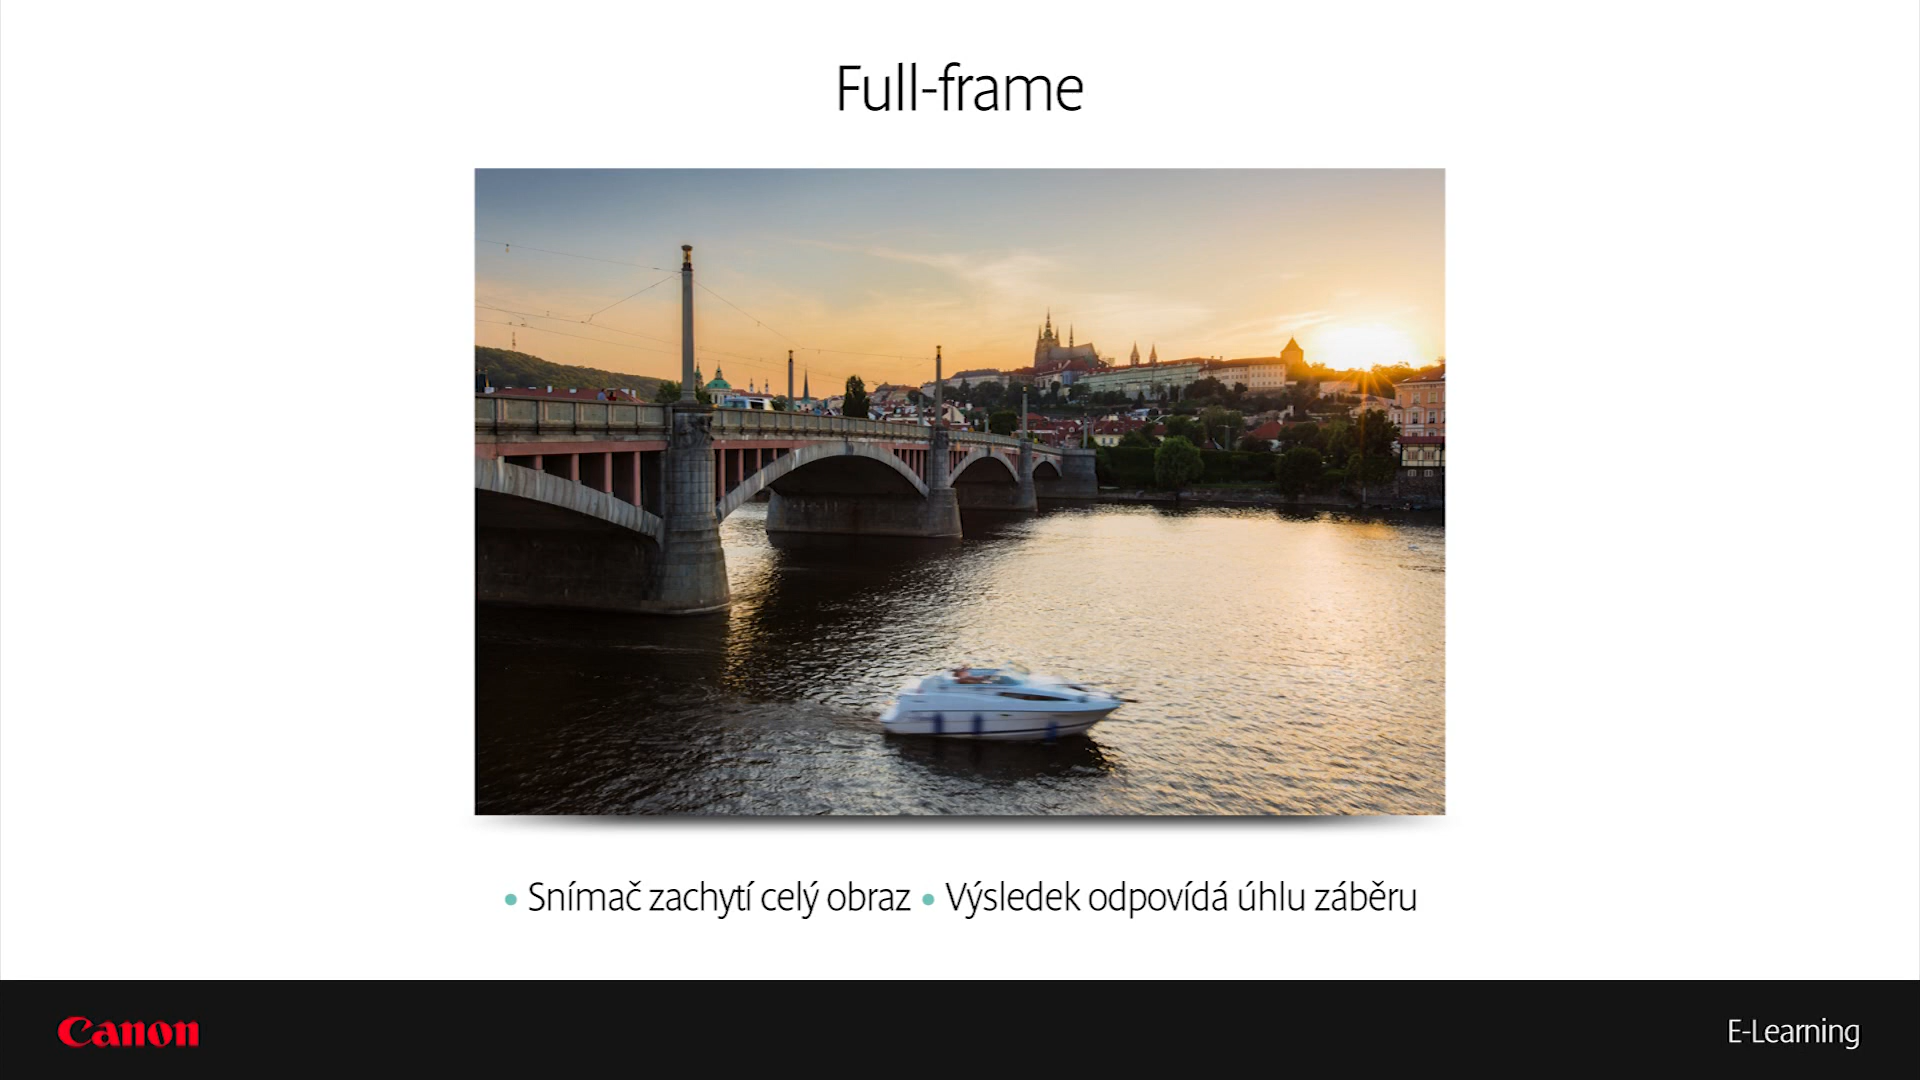 Full-frame
• Snímač zachytí celý obraz • Výsledek odpovídá úhlu záběru
Canon
E-Learning